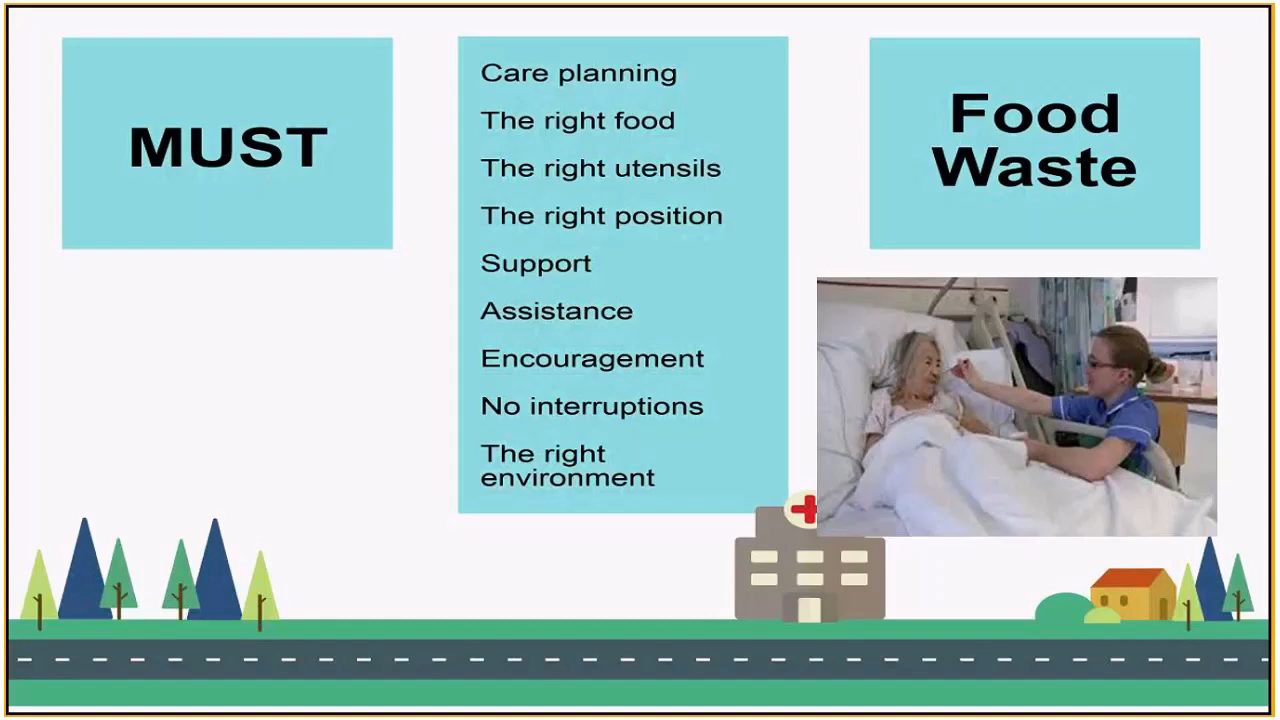 MUST
Care planning
The right food
The right utensils
The right position
Support
Assistance
Encouragement
No interruptions
The right
environment
Food
Waste